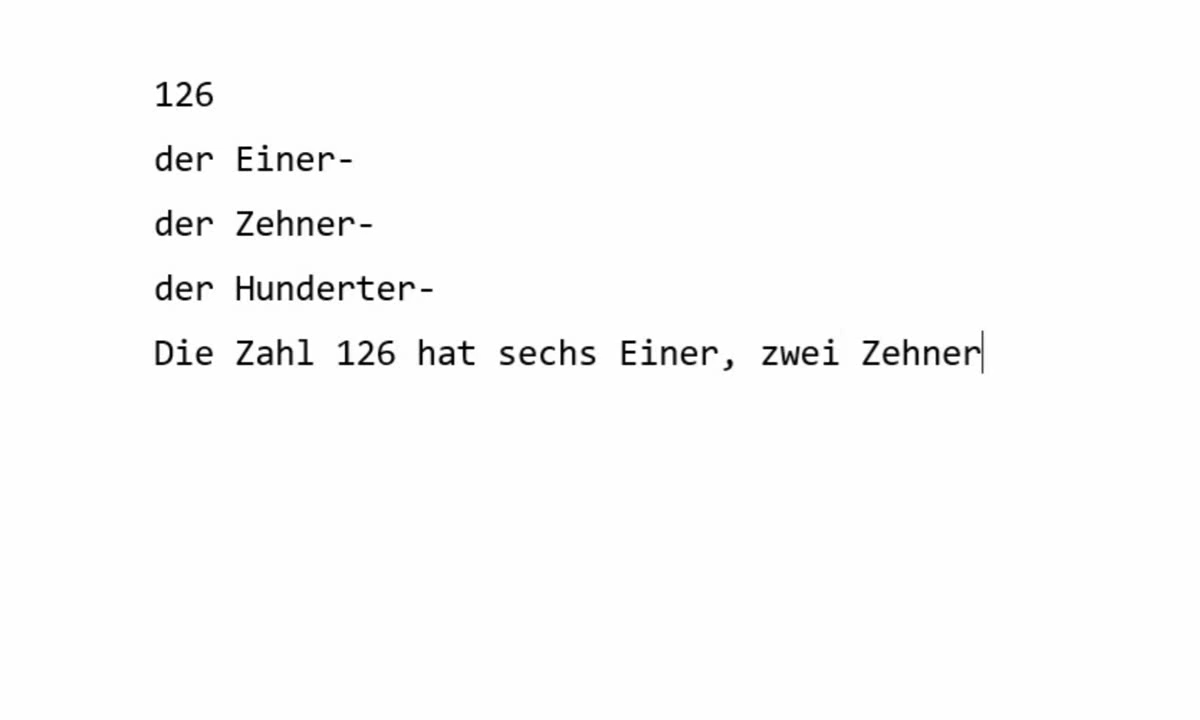 126
der Einer-
der Zehner-
der Hunderter-
Die Zahl 126 hat sechs Einer, zwei Zehner